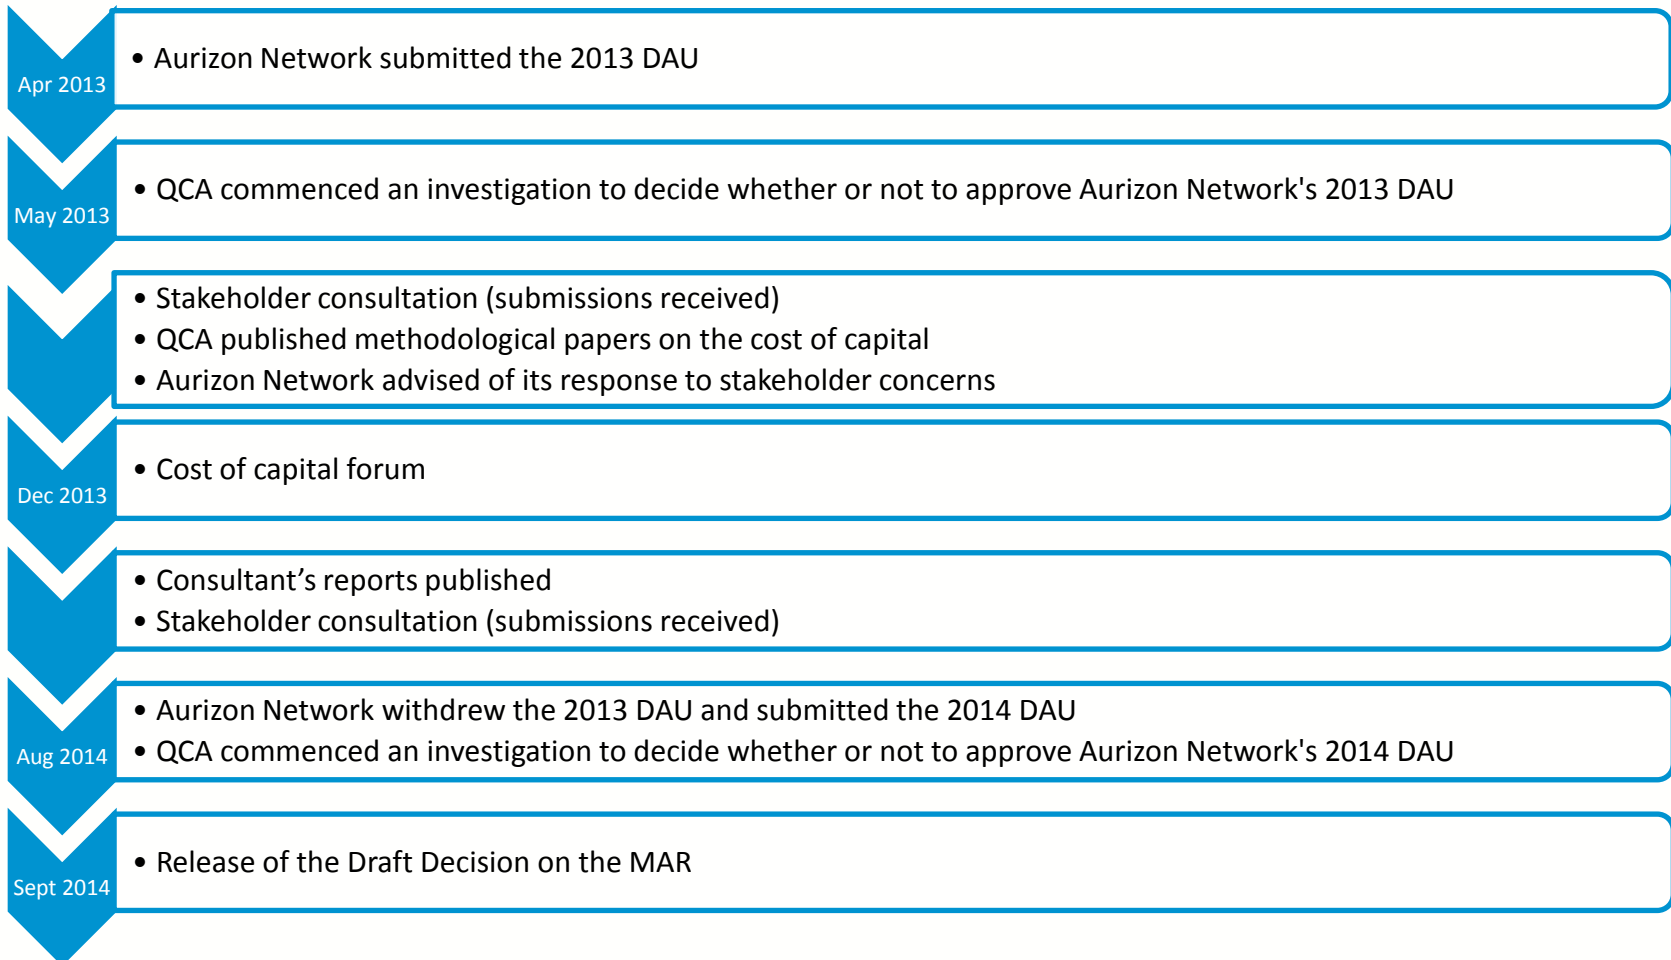 Apr 2013
• Aurizon Network submitted the 2013 DAU
May 2013
• QCA commenced an investigation to decide whether or not to approve Aurizon Network's 2013 DAU
• Stakeholder consultation (submissions received)
• QCA published methodological papers on the cost of capital
• Aurizon Network advised of its response to stakeholder concerns
Dec 2013
• Cost of capital forum
• Consultant’s reports published
• Stakeholder consultation (submissions received)
Aug 2014
• Aurizon Network withdrew the 2013 DAU and submitted the 2014 DAU
• QCA commenced an investigation to decide whether or not to approve Aurizon Network's 2014 DAU
Sept 2014
• Release of the Draft Decision on the MAR